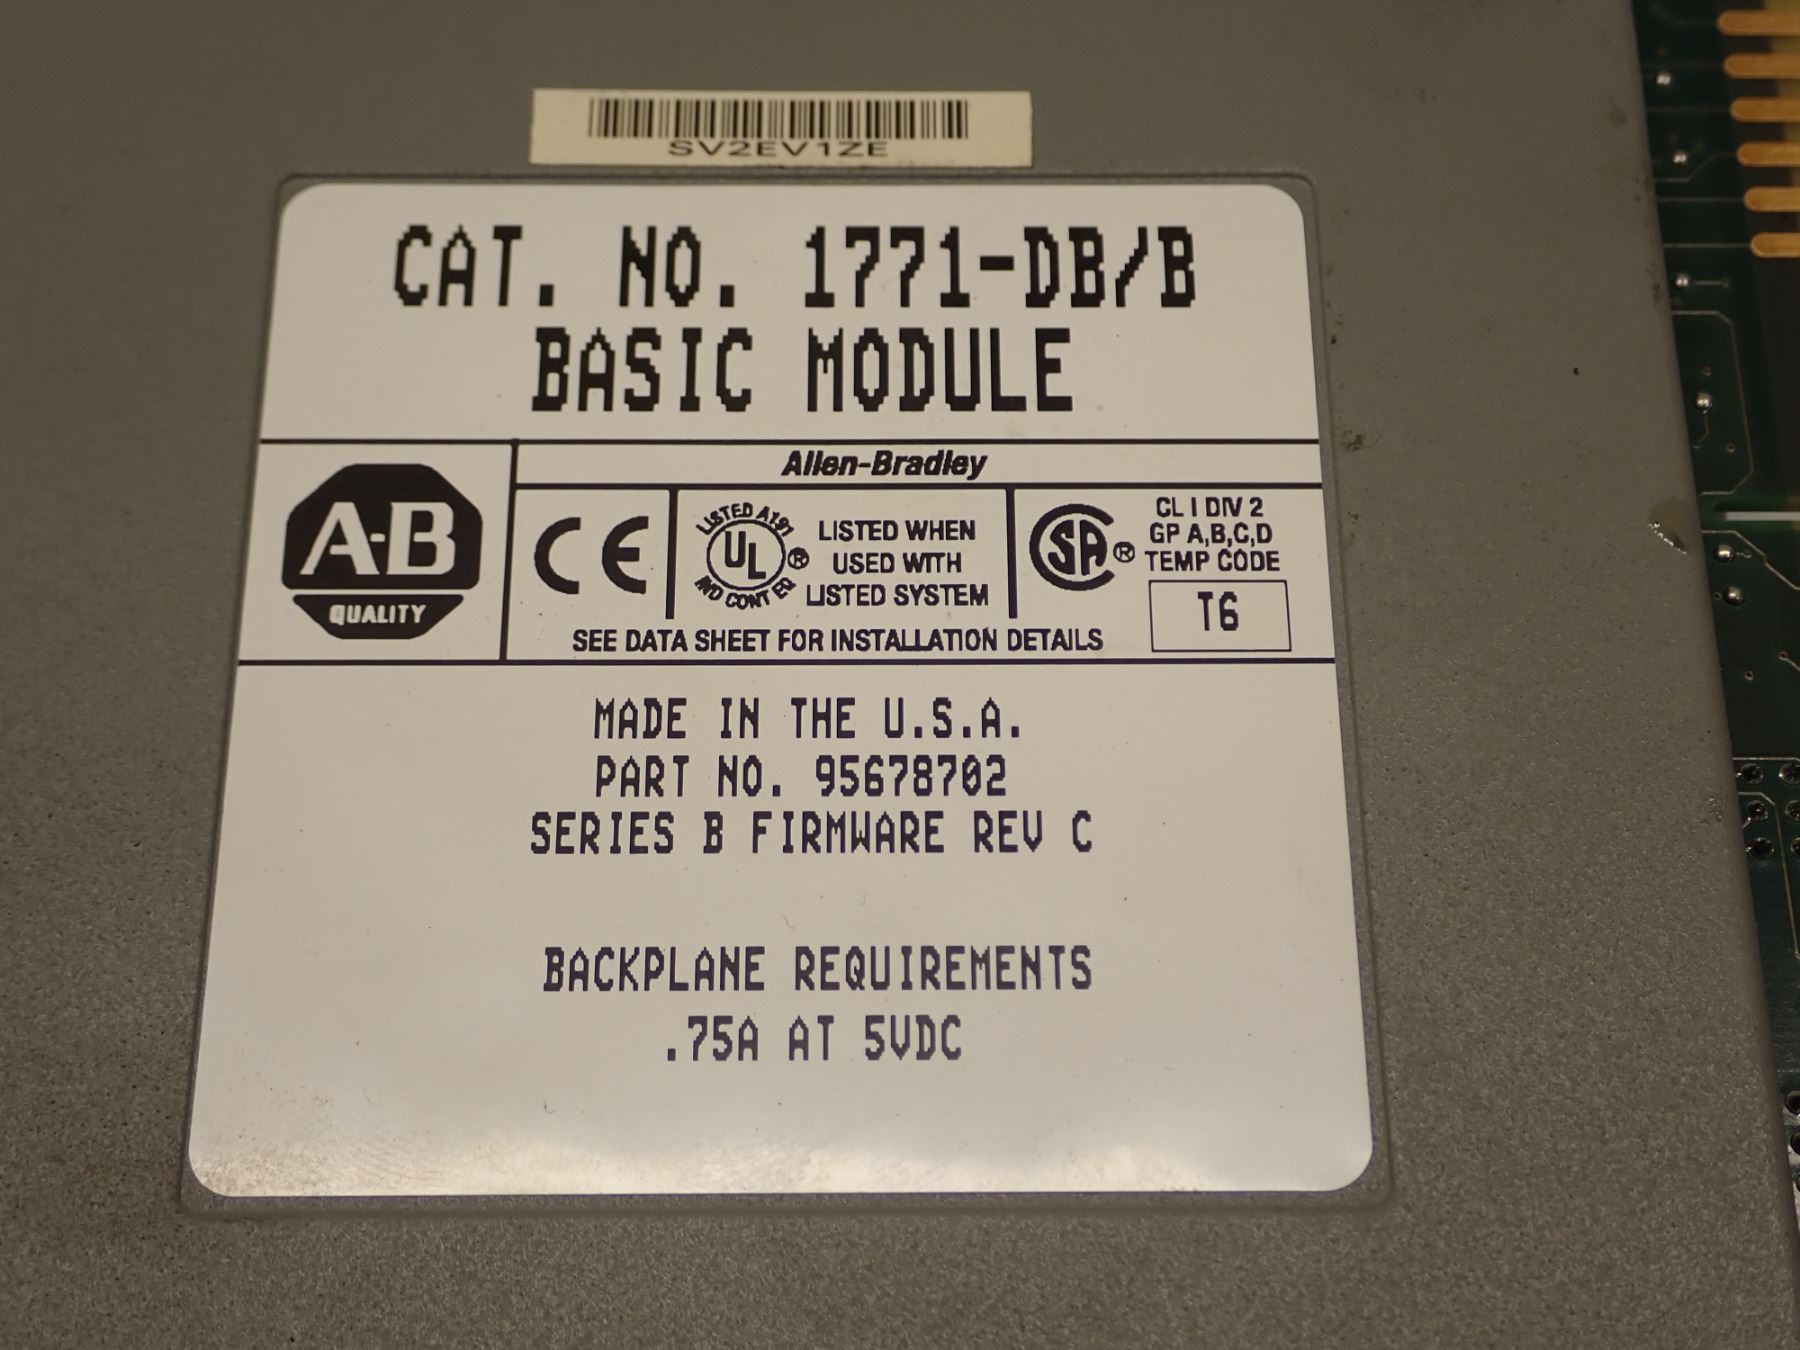 SV2EV1ZE
CAT. NO. 1771-DB/B
BASIC MODULE
Allen-Bradley
A-B
QUALITY
CE
LISTED A191
UL
®
IND CONT EQ
LISTED WHEN
USED WITH
LISTED SYSTEM
SA
®
CL I DIV 2
GP A,B,C,D
TEMP CODE
T6
SEE DATA SHEET FOR INSTALLATION DETAILS
MADE IN THE U.S.A.
PART NO. 95678702
SERIES B FIRMWARE REV C
BACKPLANE REQUIREMENTS
.75A AT 5VDC